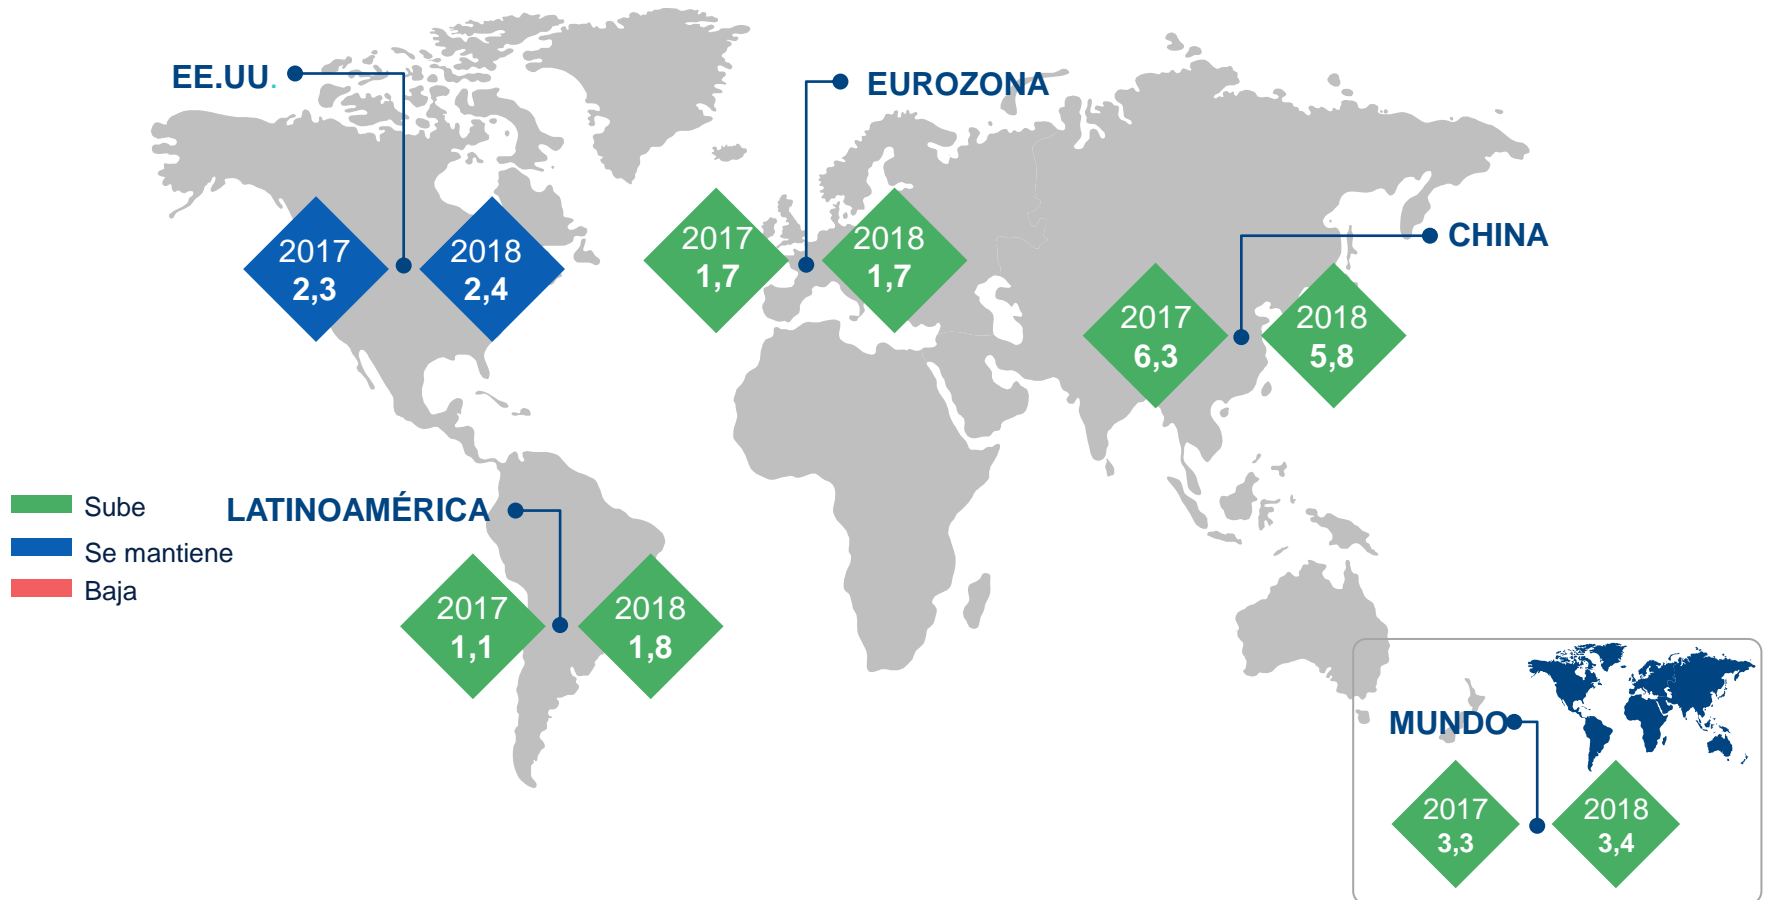 EE.UU.
2017
2,3
2018
2,4
EUROZONA
2017
1,7
2018
1,7
CHINA
2017
6,3
2018
5,8
Sube
Se mantiene
Baja
LATINOAMÉRICA
2017
1,1
2018
1,8
MUNDO
2017
3,3
2018
3,4